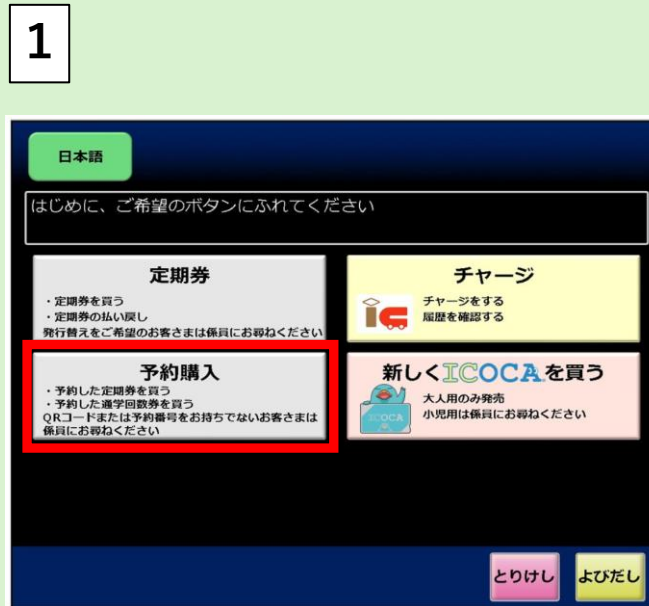 1
日本語
はじめに、ご希望のボタンにふれてください
定期券
・定期券を買う
・定期券の払い戻し
発行替えをご希望のお客さまは係員にお尋ねください
チャージ
チャージをする
履歴を確認する
予約購入
・予約した定期券を買う
・予約した通学回数券を買う
QRコードまたは予約番号をお持ちでないお客さまは
係員にお尋ねください
新しくICOCAを買う
大人用のみ発売
小児用は係員にお尋ねください
ICOCA
とりけし
よびだし